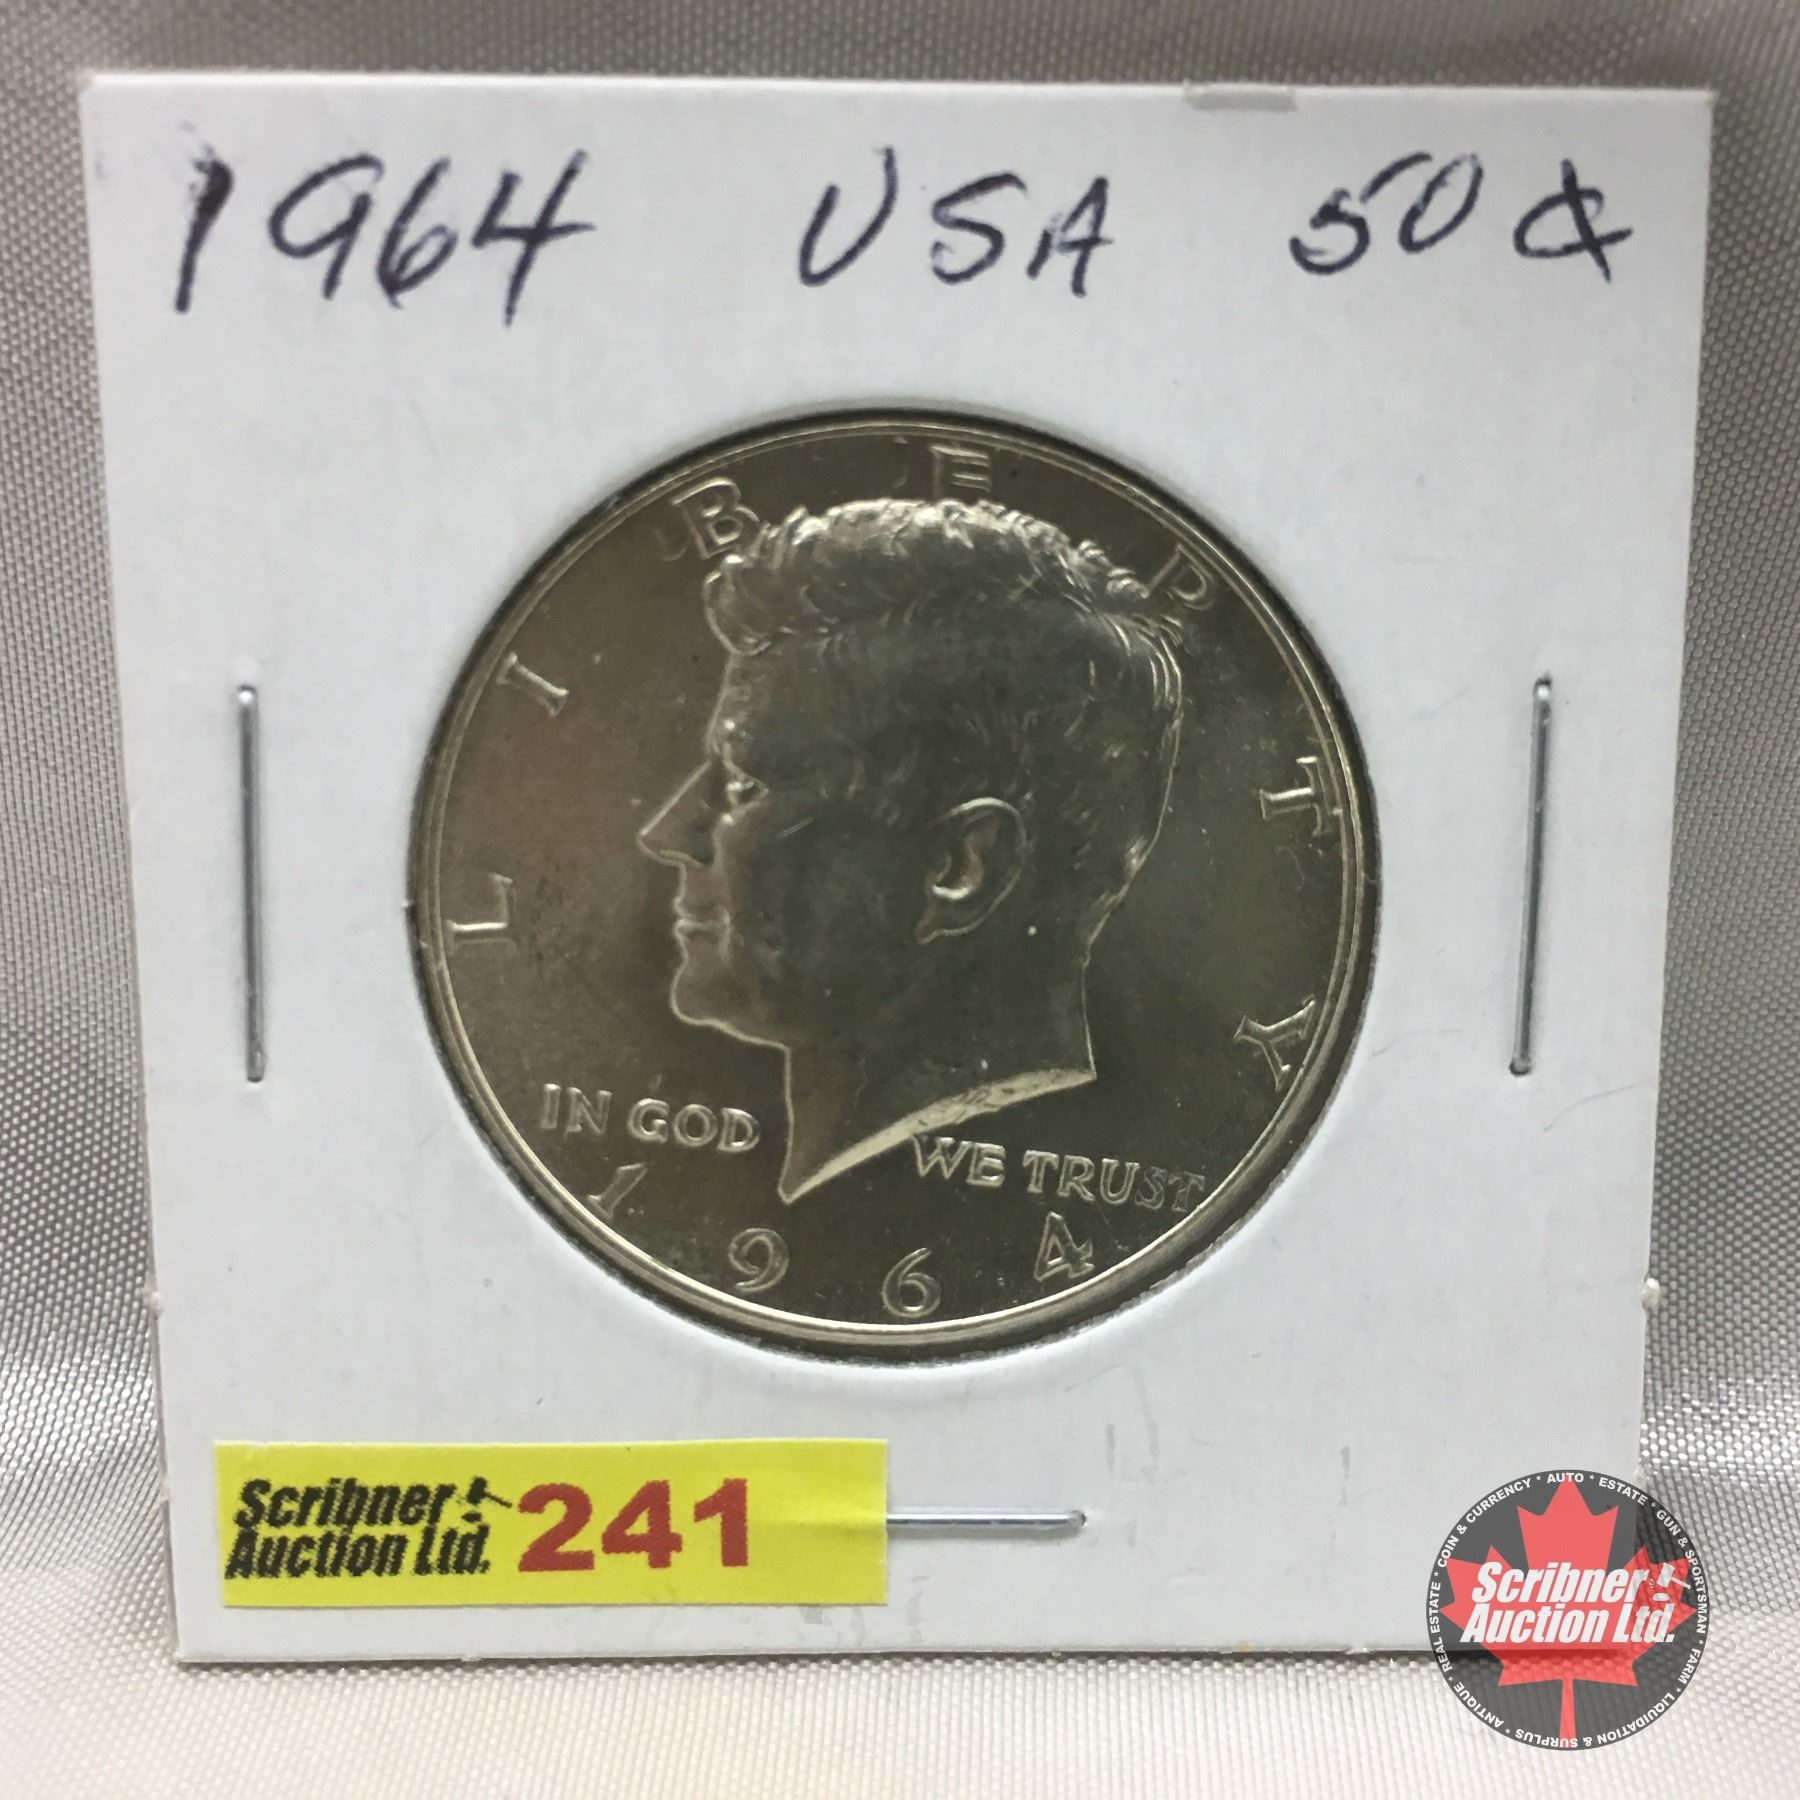 1964 USA 50¢
LIBERTY
IN GOD WE TRUST
1964
Scribner
Auction Ltd.
241
COIN & CURRENCY * AUTO * ESTATE * GUN & SPORTSMAN * FARM * LIQUIDATION & SURPLUS * ANTIQUE * REAL ESTATE *
Scribner
Auction Ltd.